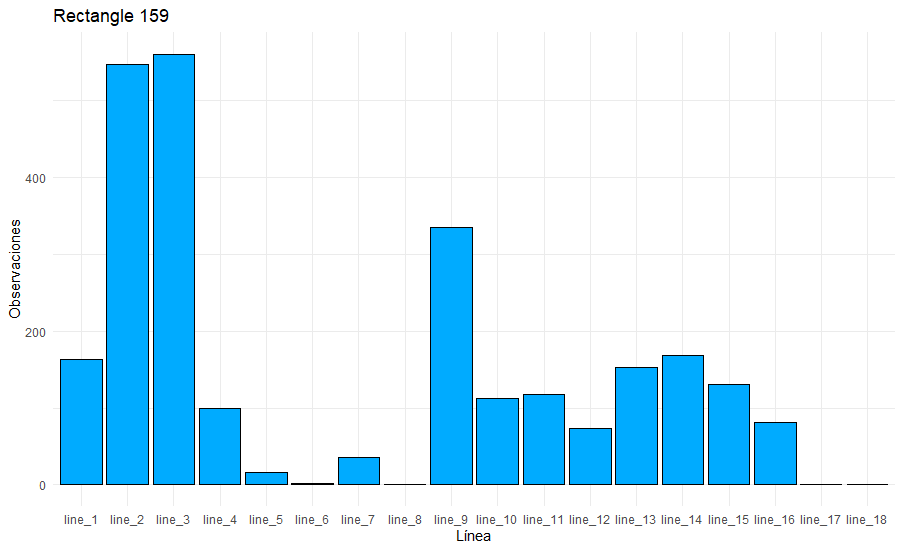 Rectangle 159
Observaciones
400
200
0
line_1 line_2 line_3 line_4 line_5 line_6 line_7 line_8 line_9 line_10 line_11 line_12 line_13 line_14 line_15 line_16 line_17 line_18
Línea